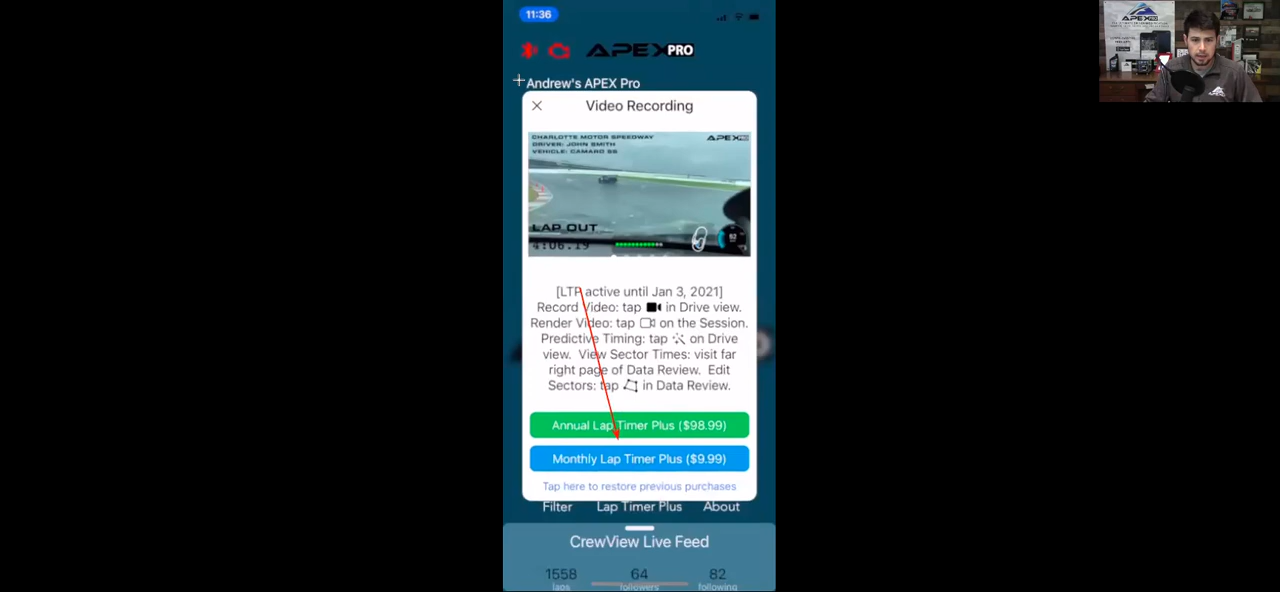 11:36
APEX PRO
Andrew's APEX Pro
Video Recording
CHARLOTTE MOTOR SPEEDWAY
DRIVER: JOHN SMITH
VEHICLE: CAMARO SS
APEX
LAP OUT
4:06.19
[LTP active until Jan 3, 2021]
Record Video: tap in Drive view.
Render Video: tap on the Session.
Predictive Timing: tap on Drive
view. View Sector Times: visit far
right page of Data Review. Edit
Sectors: tap in Data Review.
Annual Lap Timer Plus ($98.99)
Monthly Lap Timer Plus ($9.99)
Tap here to restore previous purchases
Filter Lap Timer Plus About
CrewView Live Feed
1558 64 82
laps followers following
APEX